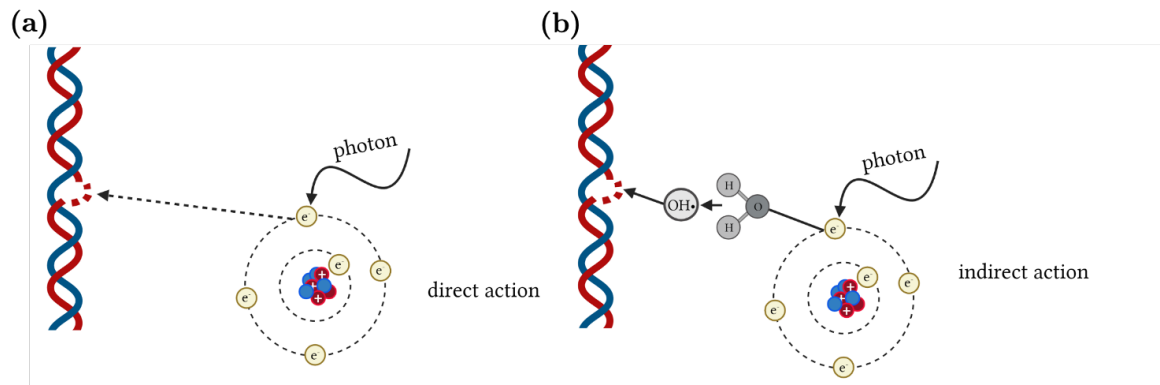 (a)
photon
e⁻
e⁻
e⁻
e⁻
e⁻
+
+
+
direct action
(b)
photon
H
O
H
OH•
e⁻
e⁻
e⁻
e⁻
e⁻
+
+
+
indirect action